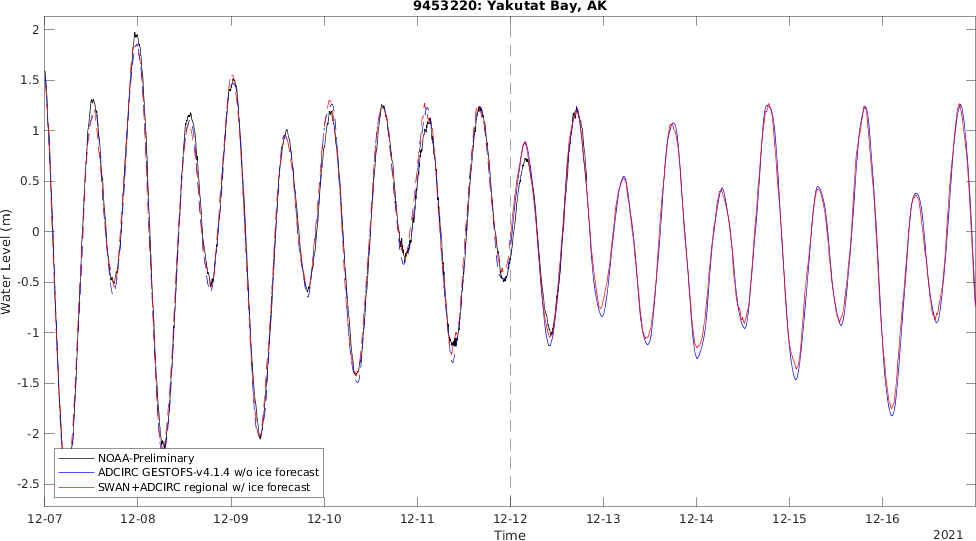 9453220: Yakutat Bay, AK
Water Level (m)
2
1.5
1
0.5
0
-0.5
-1
-1.5
-2
-2.5
NOAA-Preliminary
ADCIRC GESTOFS-v4.1.4 w/o ice forecast
SWAN+ADCIRC regional w/ ice forecast
12-07 12-08 12-09 12-10 12-11 12-12 12-13 12-14 12-15 12-16
Time
2021